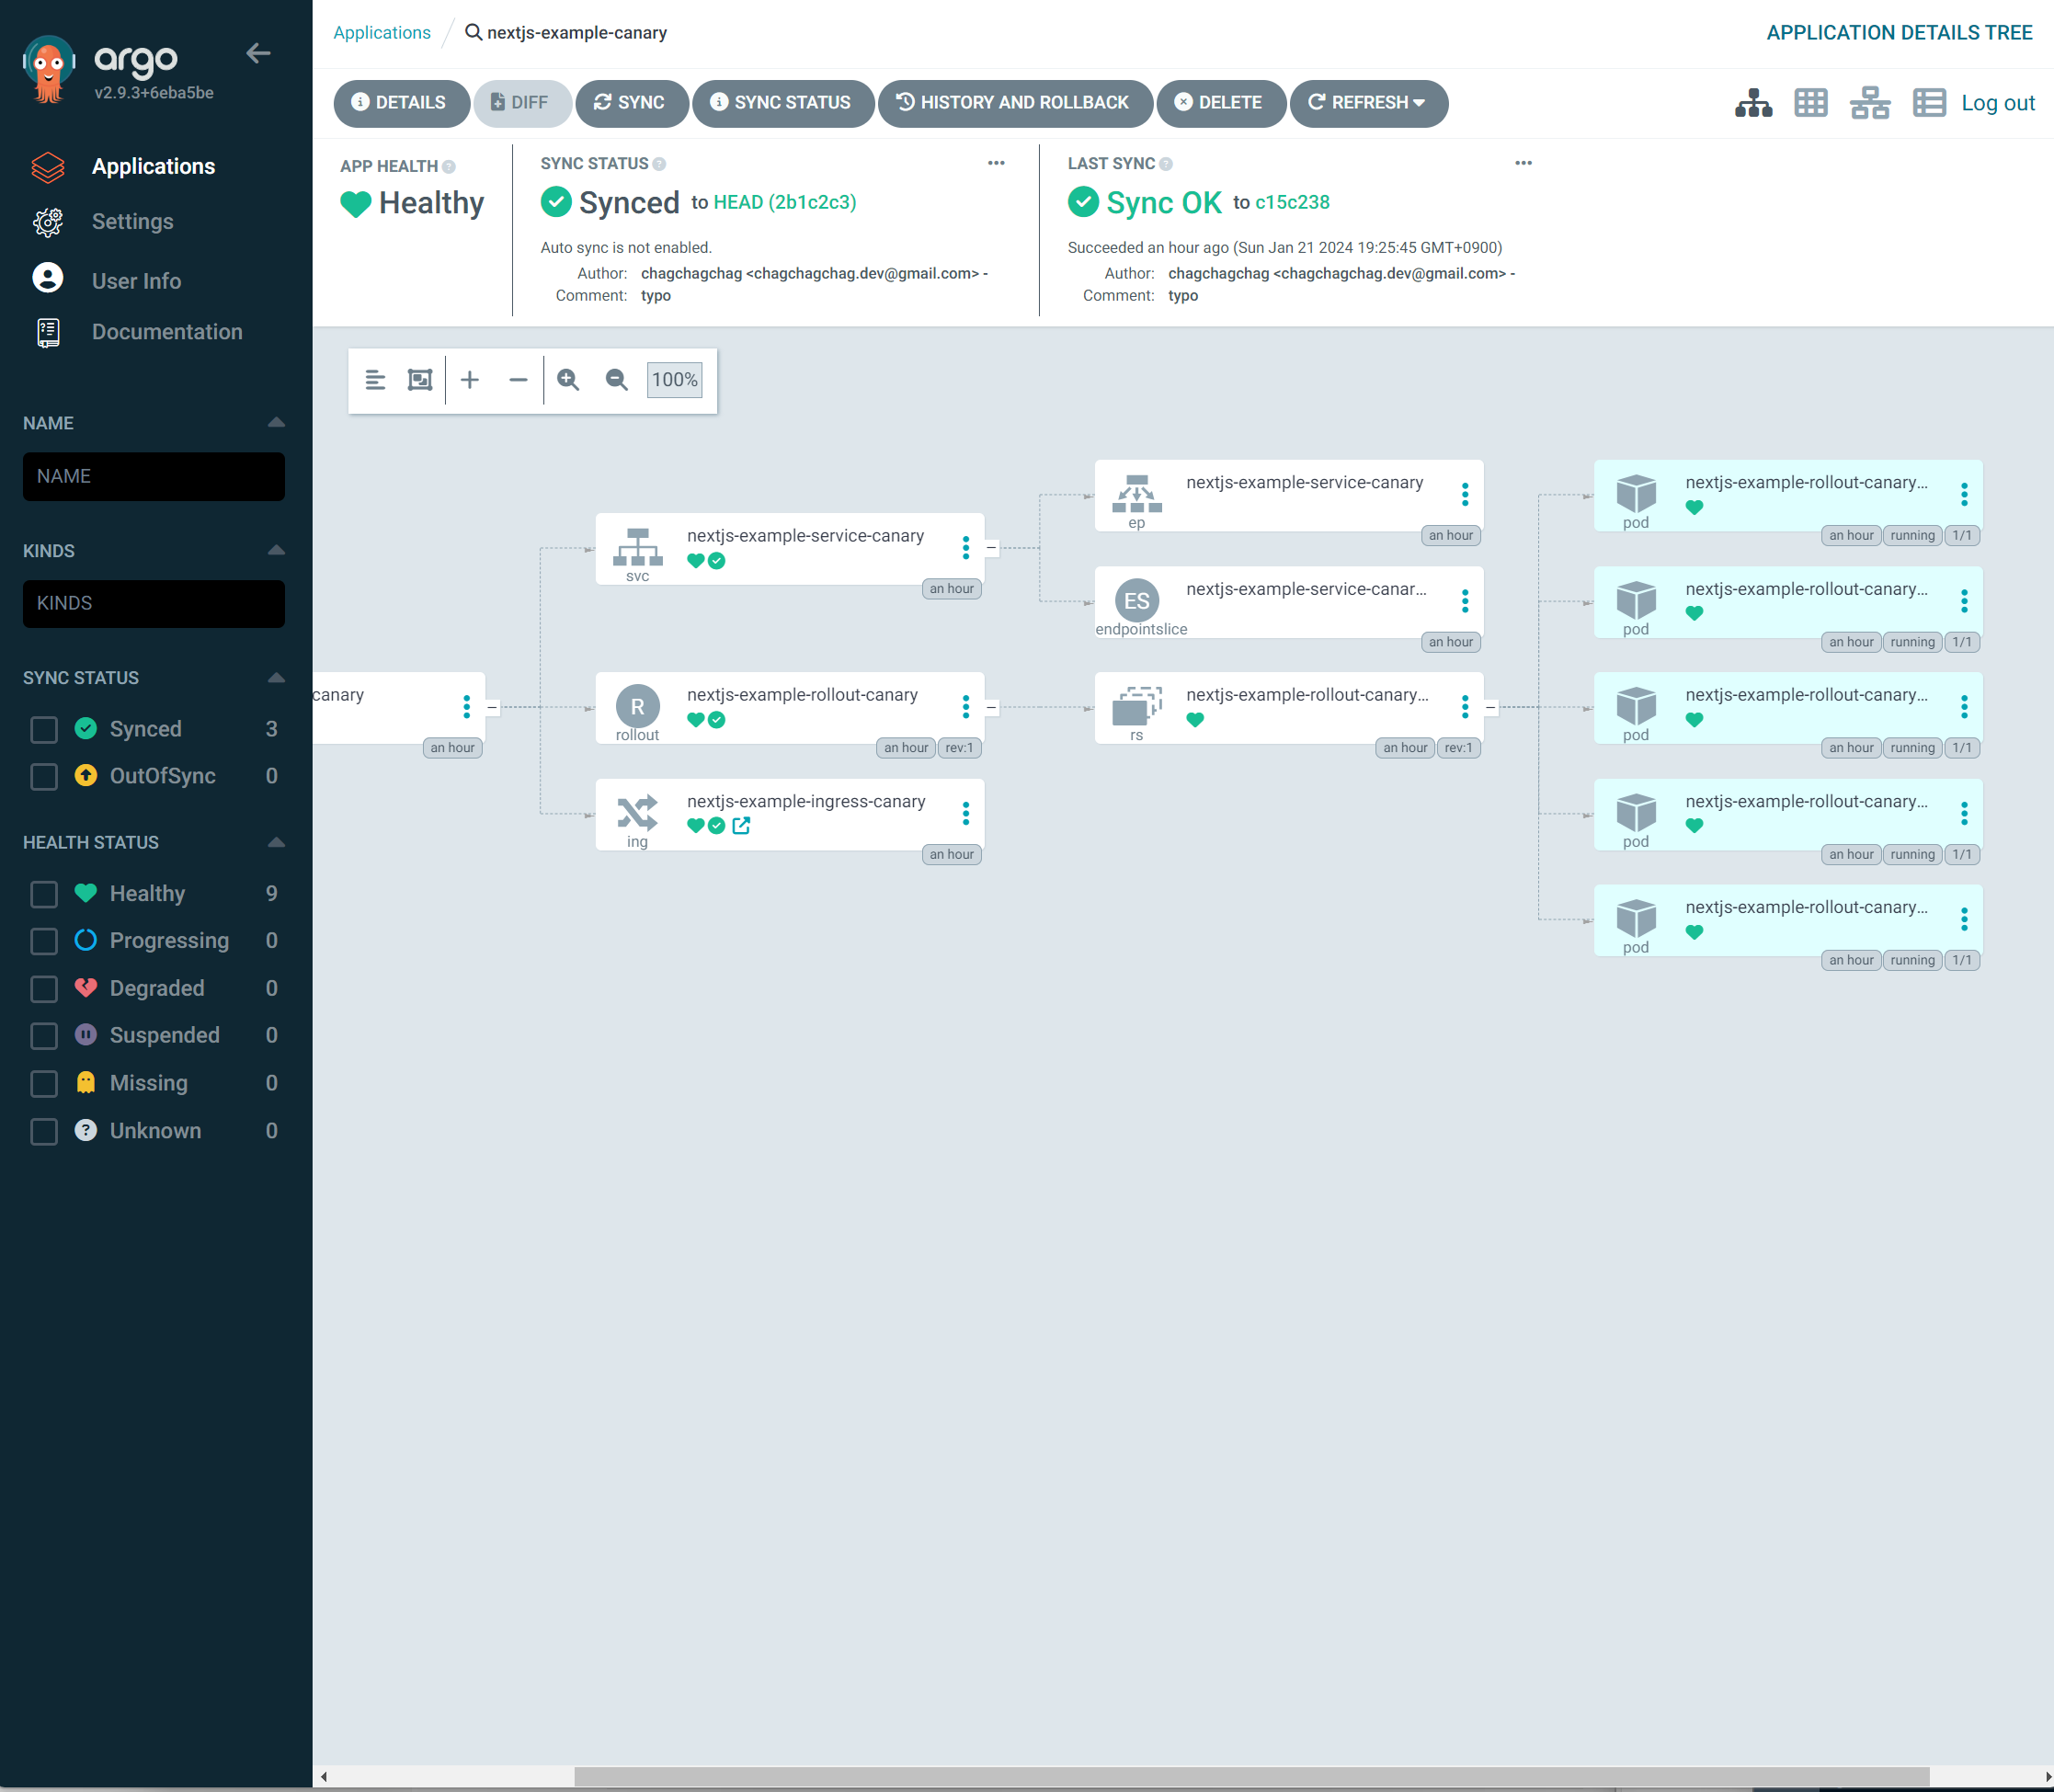 argo
v2.9.3+6eba5be
Applications
Settings
User Info
Documentation
NAME
NAME
KINDS
KINDS
SYNC STATUS
Synced 3
OutOfSync 0
HEALTH STATUS
Healthy 9
Progressing 0
Degraded 0
Suspended 0
Missing 0
Unknown 0
Applications / nextjs-example-canary
APPLICATION DETAILS TREE
DETAILS DIFF SYNC SYNC STATUS HISTORY AND ROLLBACK DELETE REFRESH
Log out
APP HEALTH
Healthy
SYNC STATUS
Synced to HEAD (2b1c2c3)
Auto sync is not enabled.
Author: chagchagchag <chagchagchag.dev@gmail.com> -
Comment: typo
LAST SYNC
Sync OK to c15c238
Succeeded an hour ago (Sun Jan 21 2024 19:25:45 GMT+0900)
Author: chagchagchag <chagchagchag.dev@gmail.com> -
Comment: typo
100%
canary
an hour
nextjs-example-service-canary
svc
an hour
R
nextjs-example-rollout-canary
rollout
an hour rev:1
nextjs-example-ingress-canary
ing
an hour
nextjs-example-service-canary
ep
an hour
ES
nextjs-example-service-canar...
endpointslice
an hour
nextjs-example-rollout-canary...
rs
an hour rev:1
nextjs-example-rollout-canary...
pod
an hour running 1/1
nextjs-example-rollout-canary...
pod
an hour running 1/1
nextjs-example-rollout-canary...
pod
an hour running 1/1
nextjs-example-rollout-canary...
pod
an hour running 1/1
nextjs-example-rollout-canary...
pod
an hour running 1/1